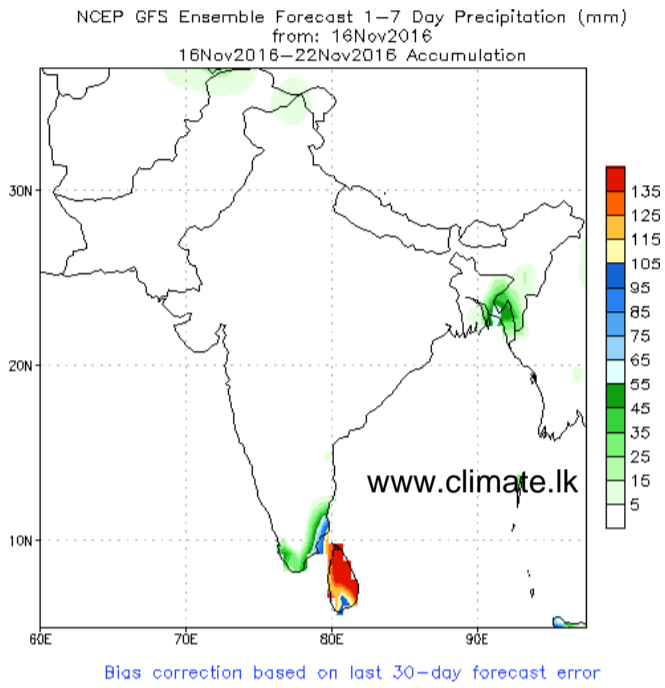 NCEP GFS Ensemble Forecast 1-7 Day Precipitation (mm)
from: 16Nov2016
16Nov2016-22Nov2016 Accumulation
30N
20N
10N
60E
70E
80E
90E
www.climate.lk
135
125
115
105
95
85
75
65
55
45
35
25
15
5
Bias correction based on last 30-day forecast error